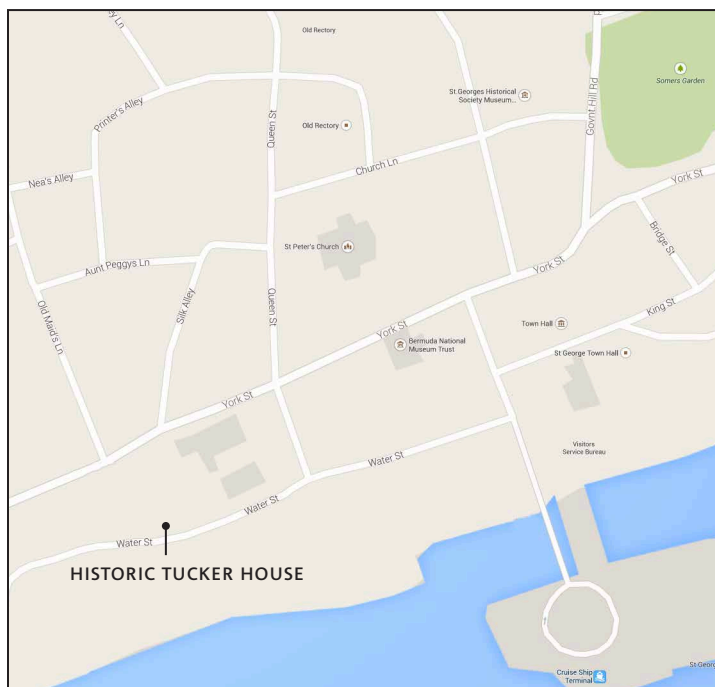 Old Rectory
Somers Garden
St.Georges Historical
Society Museum...
Govnt Hill Rd
Printer's Alley
Queen St
Old Rectory
Church Ln
Nea's Alley
York St
St Peter's Church
Bridge St
Aunt Peggys Ln
York St
Silk Alley
Queen St
King St
Old Maid's Ln
Town Hall
York St
Bermuda National
Museum Trust
St George Town Hall
York St
Visitors
Service Bureau
Water St
Water St
Water St
HISTORIC TUCKER HOUSE
Cruise Ship
Terminal